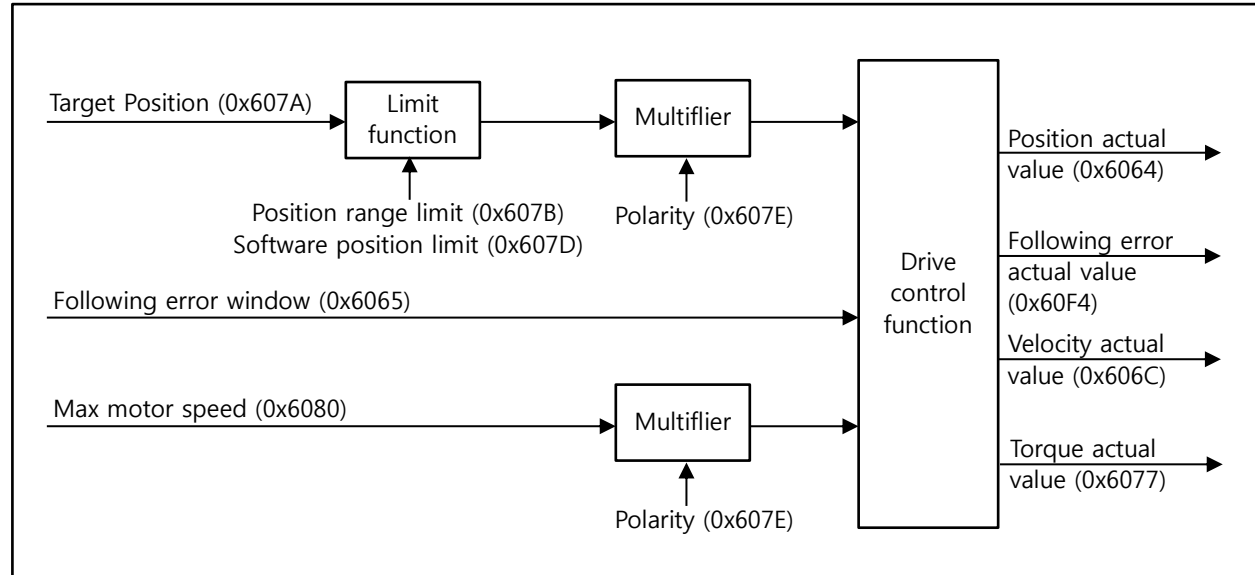 Target Position (0x607A)
Limit
function
Multiflier
Position range limit (0x607B)
Software position limit (0x607D)
Polarity (0x607E)
Following error window (0x6065)
Max motor speed (0x6080)
Multiflier
Polarity (0x607E)
Drive
control
function
Position actual
value (0x6064)
Following error
actual value
(0x60F4)
Velocity actual
value (0x606C)
Torque actual
value (0x6077)